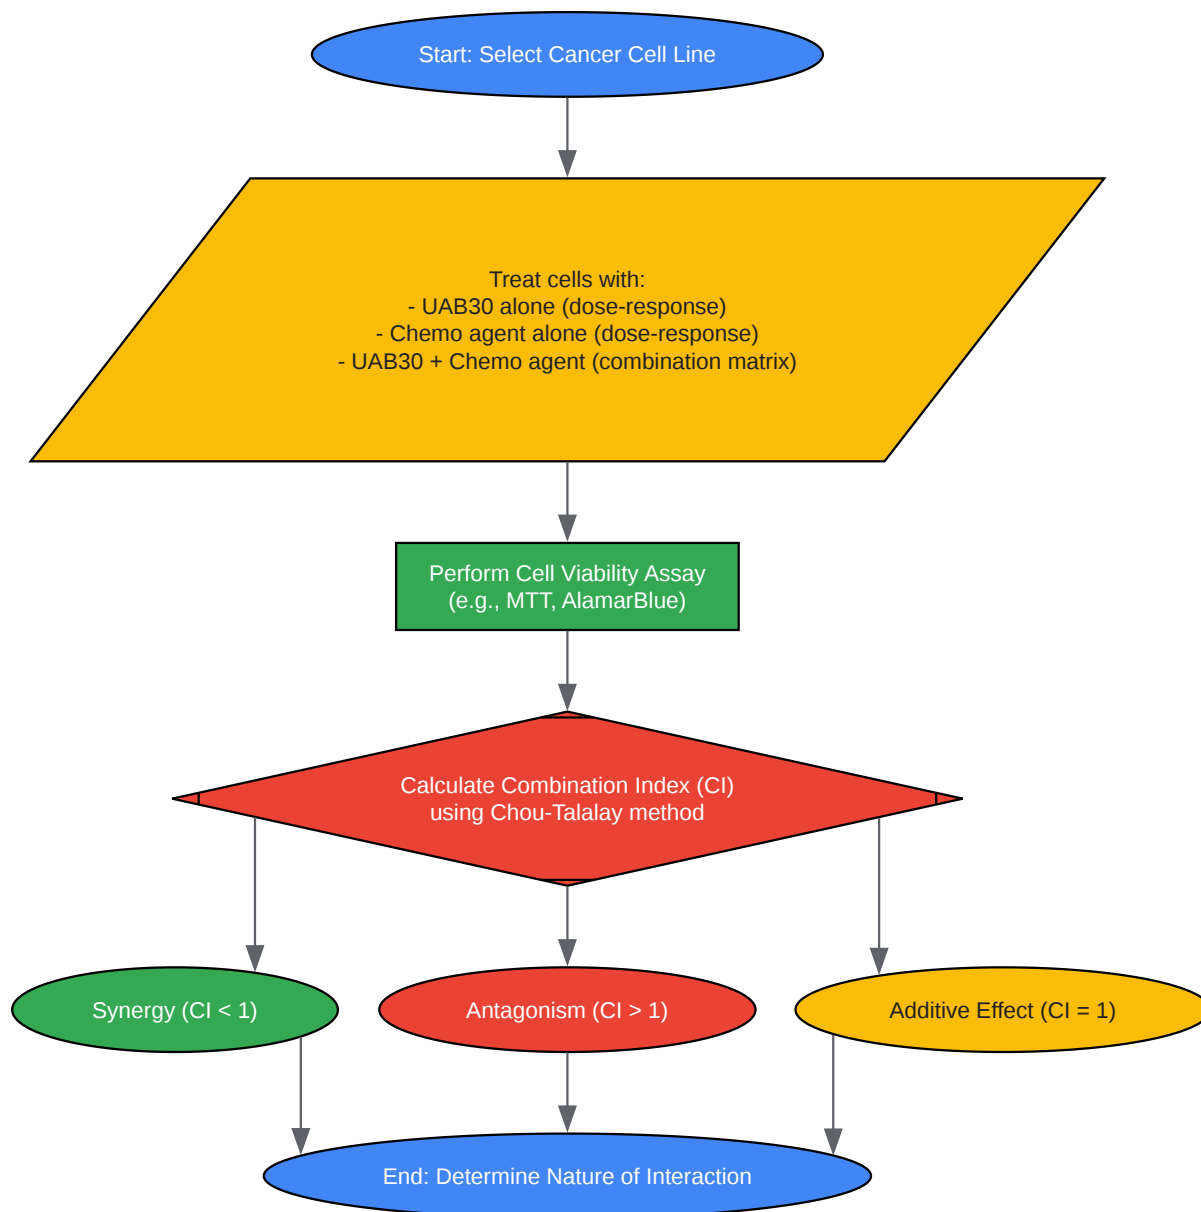 Start: Select Cancer Cell Line
Treat cells with:
- UAB30 alone (dose-response)
- Chemo agent alone (dose-response)
- UAB30 + Chemo agent (combination matrix)
Perform Cell Viability Assay
(e.g., MTT, AlamarBlue)
Calculate Combination Index (CI)
using Chou-Talalay method
Synergy (CI < 1)
Antagonism (CI > 1)
Additive Effect (CI = 1)
End: Determine Nature of Interaction